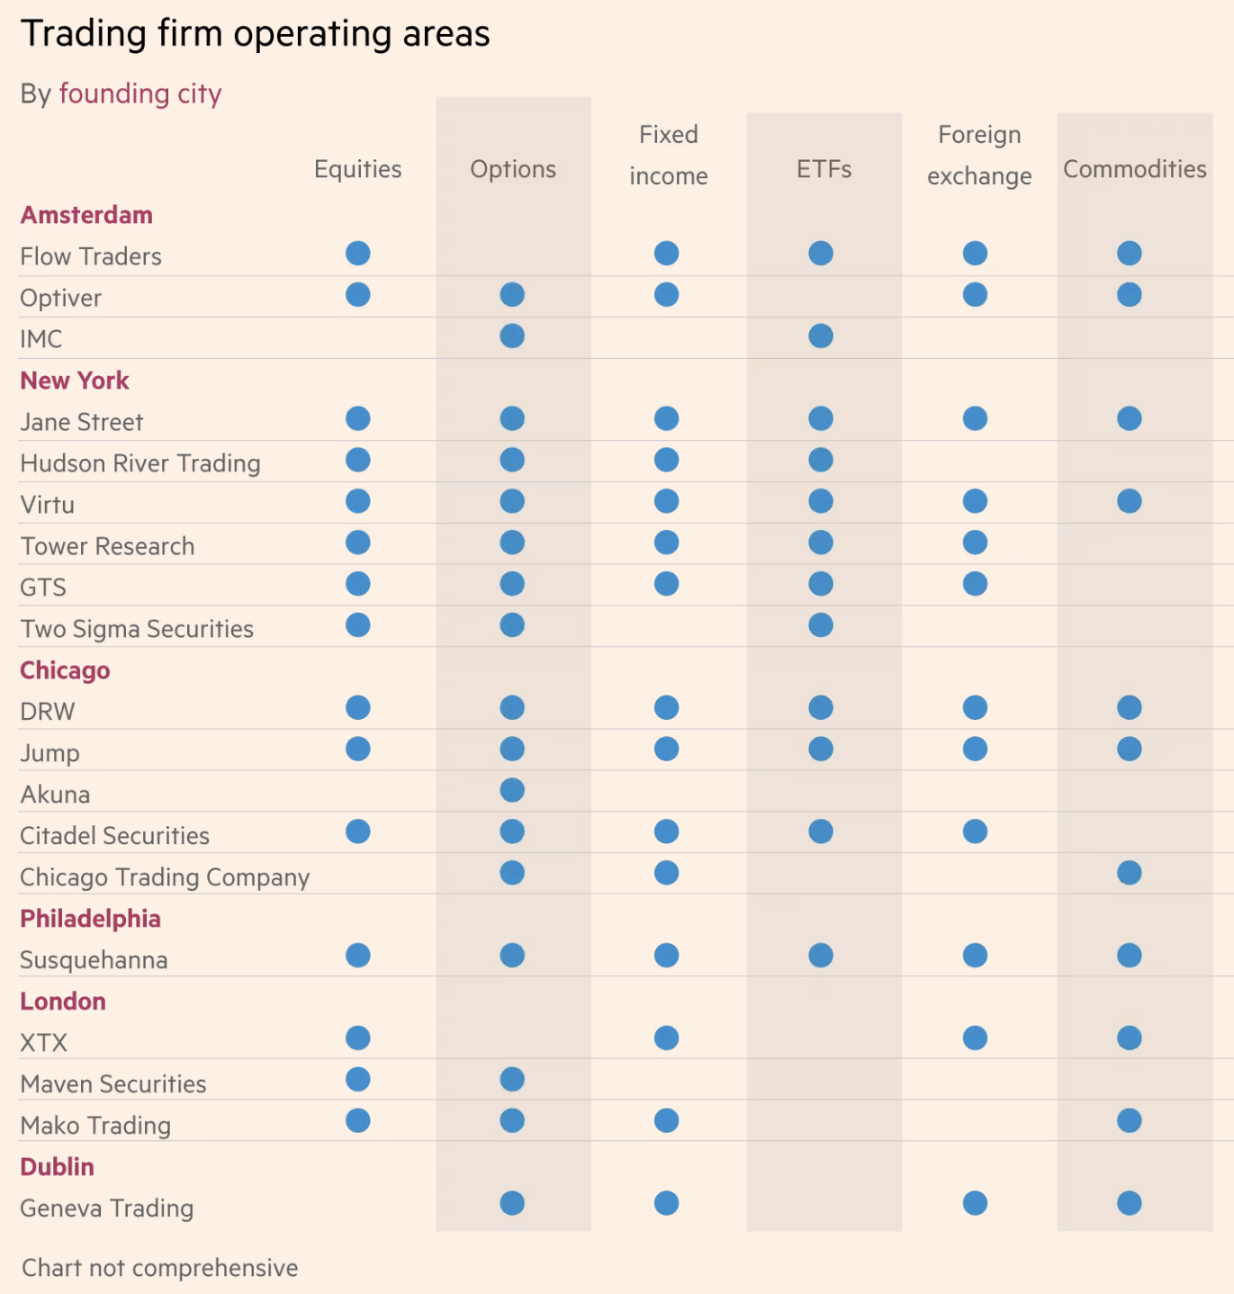 Trading firm operating areas
By founding city
Equities Options Fixed income ETFs Foreign exchange Commodities
Amsterdam
Flow Traders
Optiver
IMC
New York
Jane Street
Hudson River Trading
Virtu
Tower Research
GTS
Two Sigma Securities
Chicago
DRW
Jump
Akuna
Citadel Securities
Chicago Trading Company
Philadelphia
Susquehanna
London
XTX
Maven Securities
Mako Trading
Dublin
Geneva Trading
Chart not comprehensive